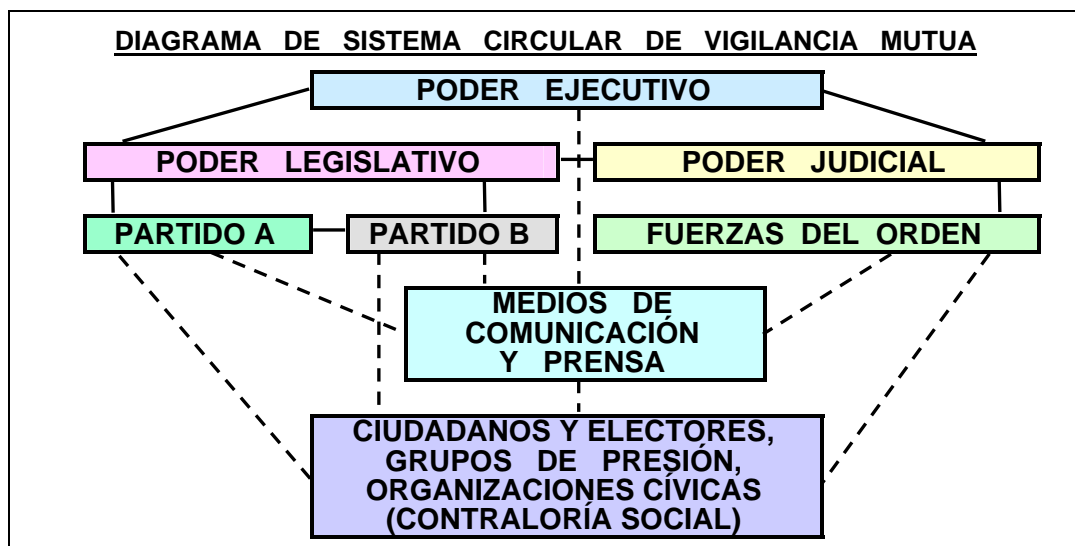 DIAGRAMA DE SISTEMA CIRCULAR DE VIGILANCIA MUTUA
PODER EJECUTIVO
PODER LEGISLATIVO
PODER JUDICIAL
PARTIDO A
PARTIDO B
FUERZAS DEL ORDEN
MEDIOS DE
COMUNICACIÓN
Y PRENSA
CIUDADANOS Y ELECTORES,
GRUPOS DE PRESIÓN,
ORGANIZACIONES CÍVICAS
(CONTRALORÍA SOCIAL)